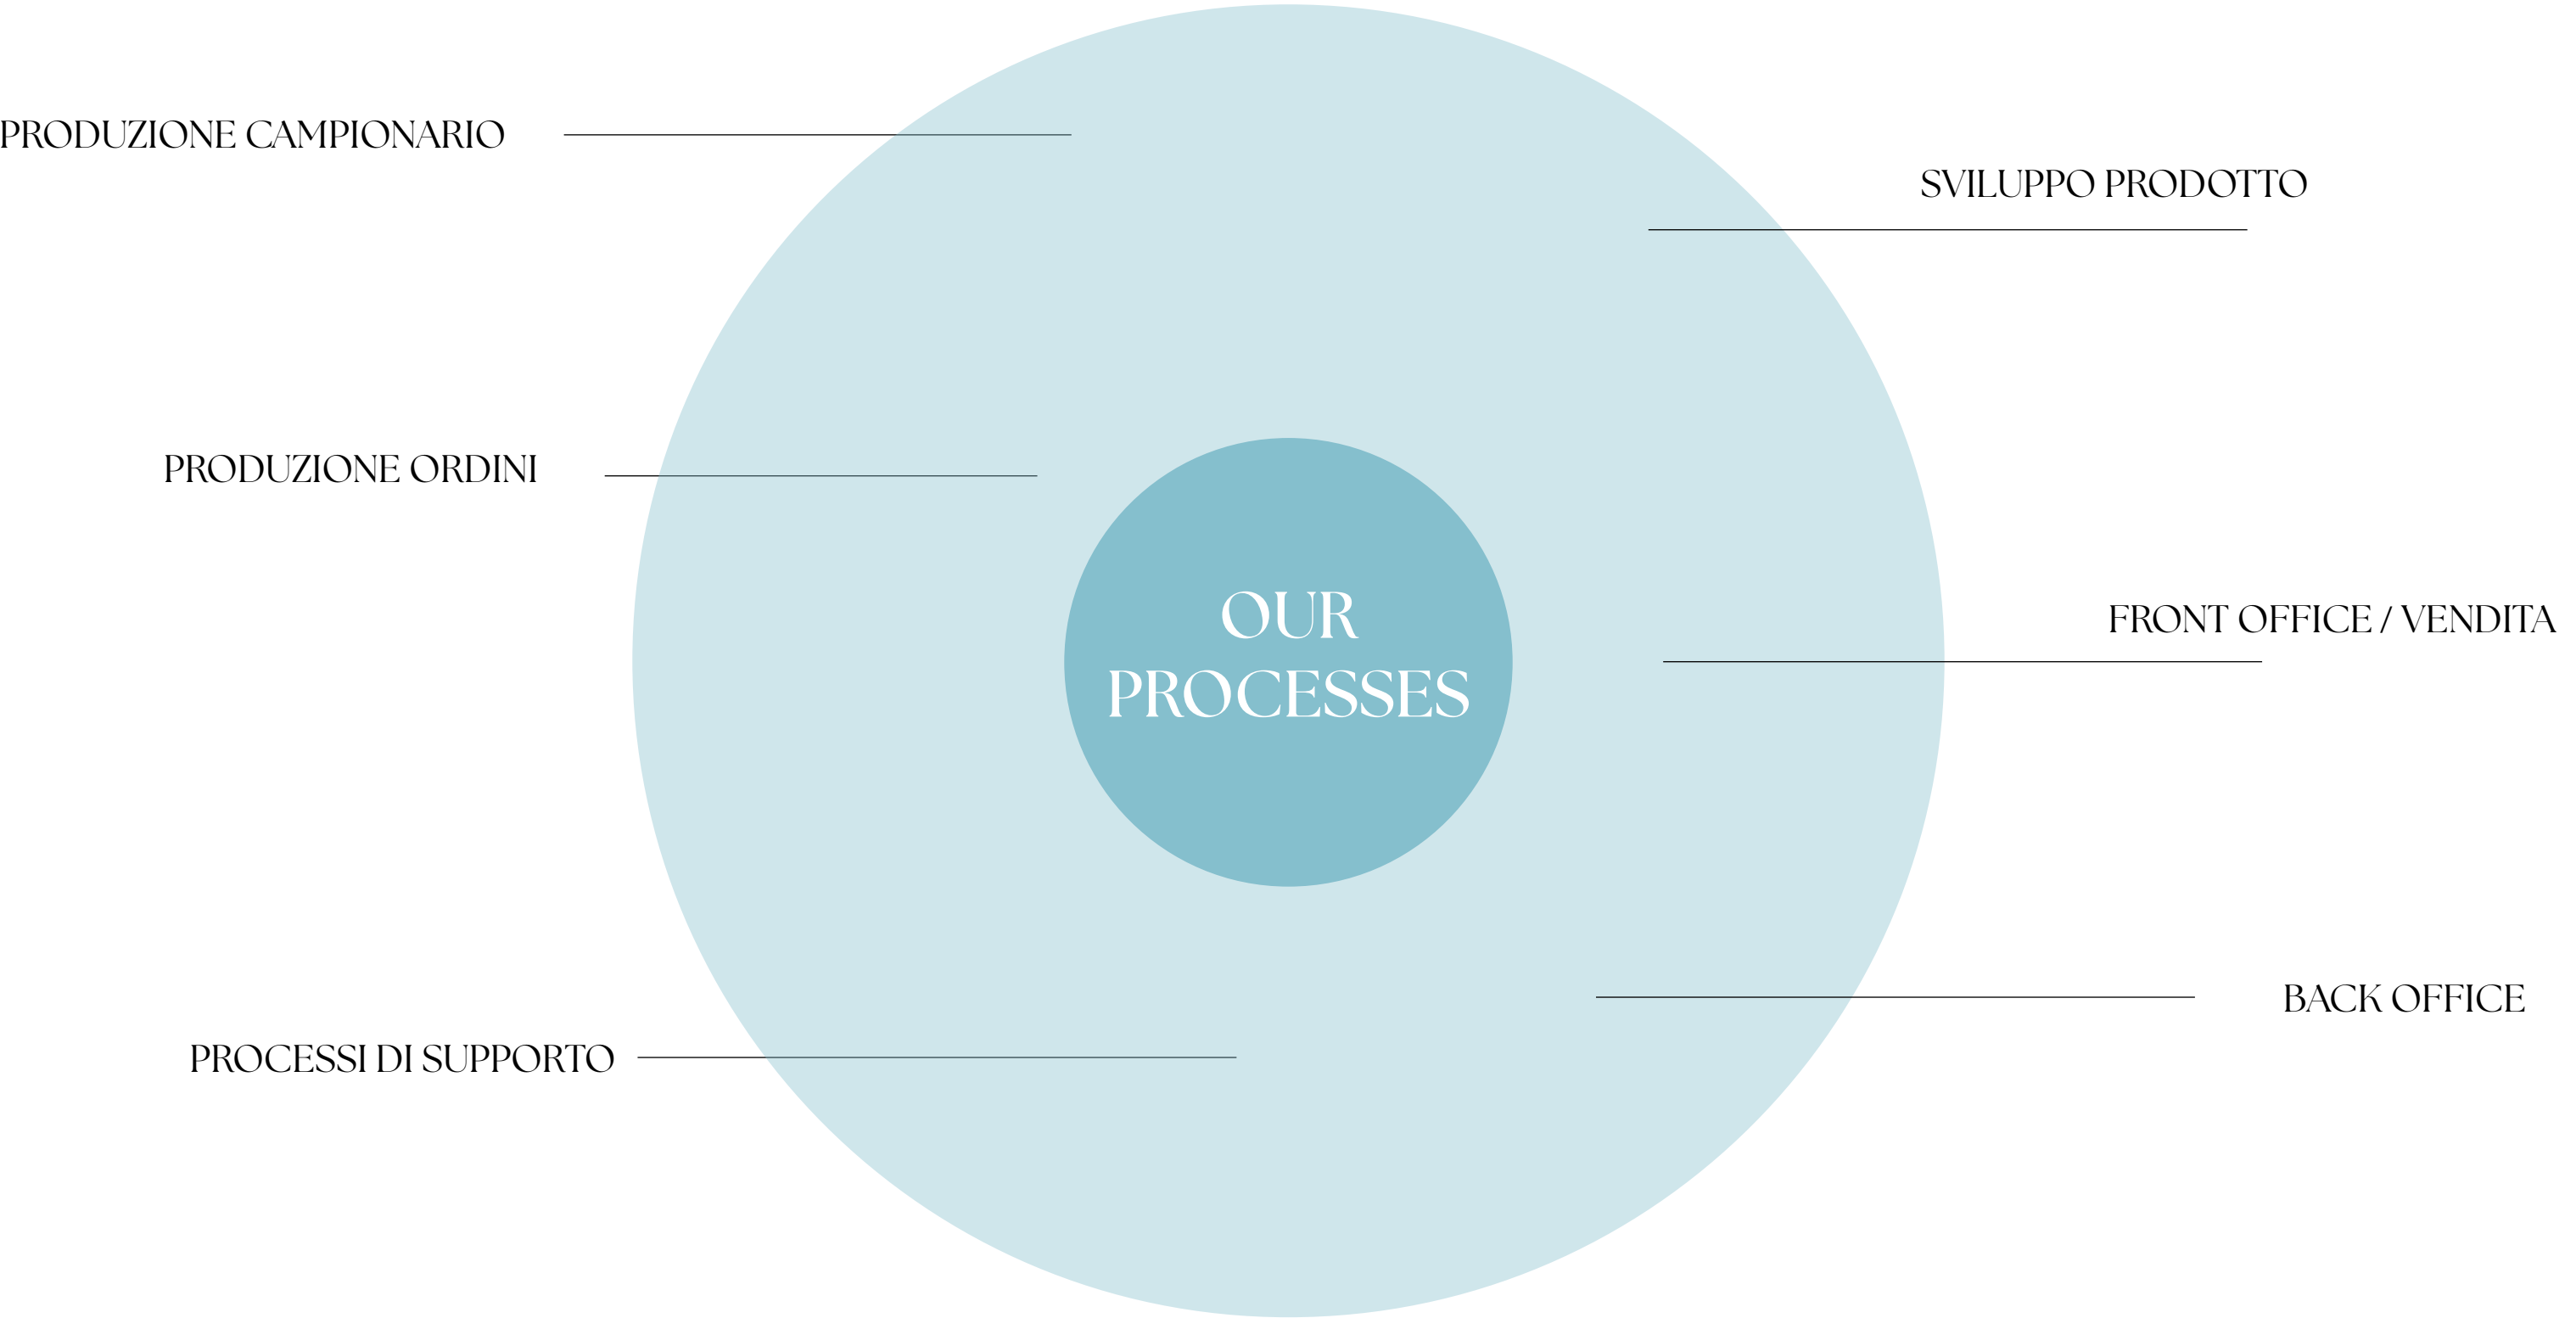 PRODUZIONE CAMPIONARIO
SVILUPPO PRODOTTO
PRODUZIONE ORDINI
OUR
PROCESSES
FRONT OFFICE / VENDITA
BACK OFFICE
PROCESSI DI SUPPORTO